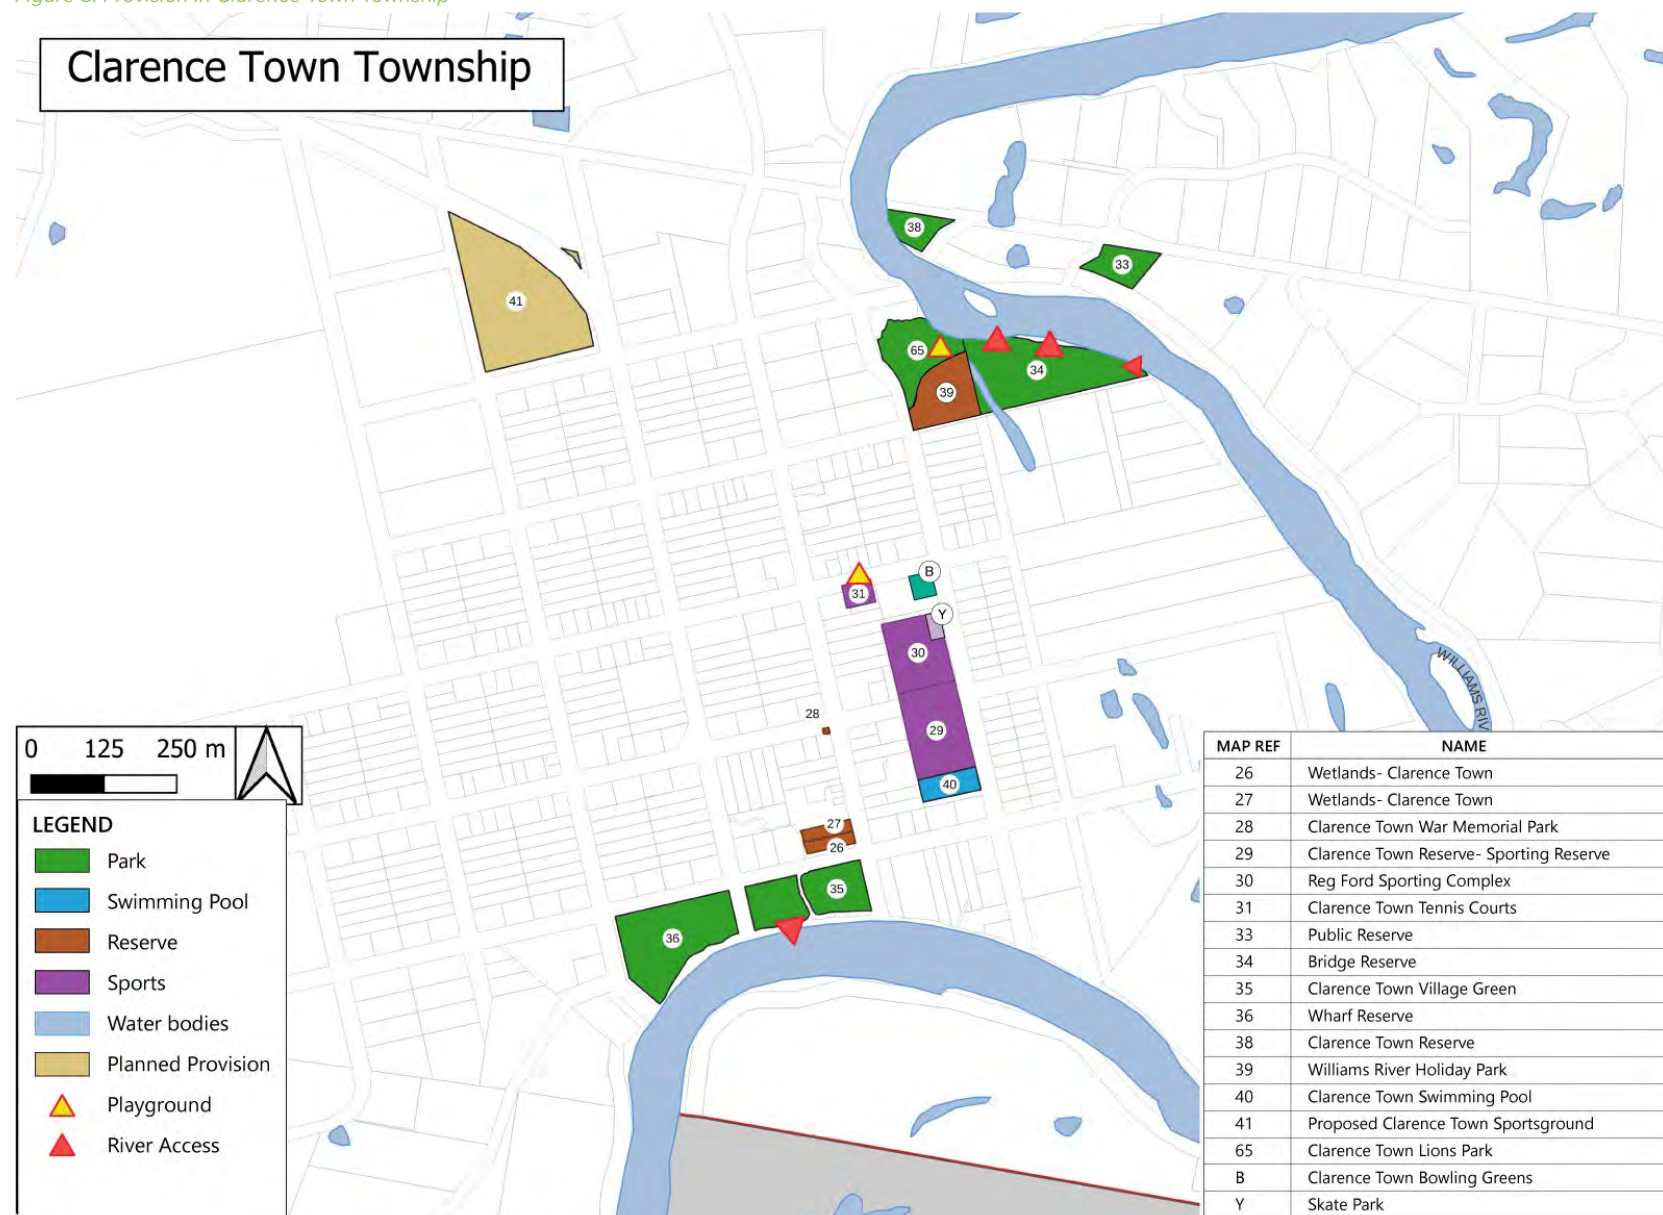 Clarence Town Township
38
33
41
65
34
39
B
31
Y
30
28
29
40
27
26
35
36
WILLIAMS RIV
0 125 250 m
LEGEND
Park
Swimming Pool
Reserve
Sports
Water bodies
Planned Provision
Playground
River Access
MAP REF NAME
26 Wetlands- Clarence Town
27 Wetlands- Clarence Town
28 Clarence Town War Memorial Park
29 Clarence Town Reserve- Sporting Reserve
30 Reg Ford Sporting Complex
31 Clarence Town Tennis Courts
33 Public Reserve
34 Bridge Reserve
35 Clarence Town Village Green
36 Wharf Reserve
38 Clarence Town Reserve
39 Williams River Holiday Park
40 Clarence Town Swimming Pool
41 Proposed Clarence Town Sportsground
65 Clarence Town Lions Park
B Clarence Town Bowling Greens
Y Skate Park